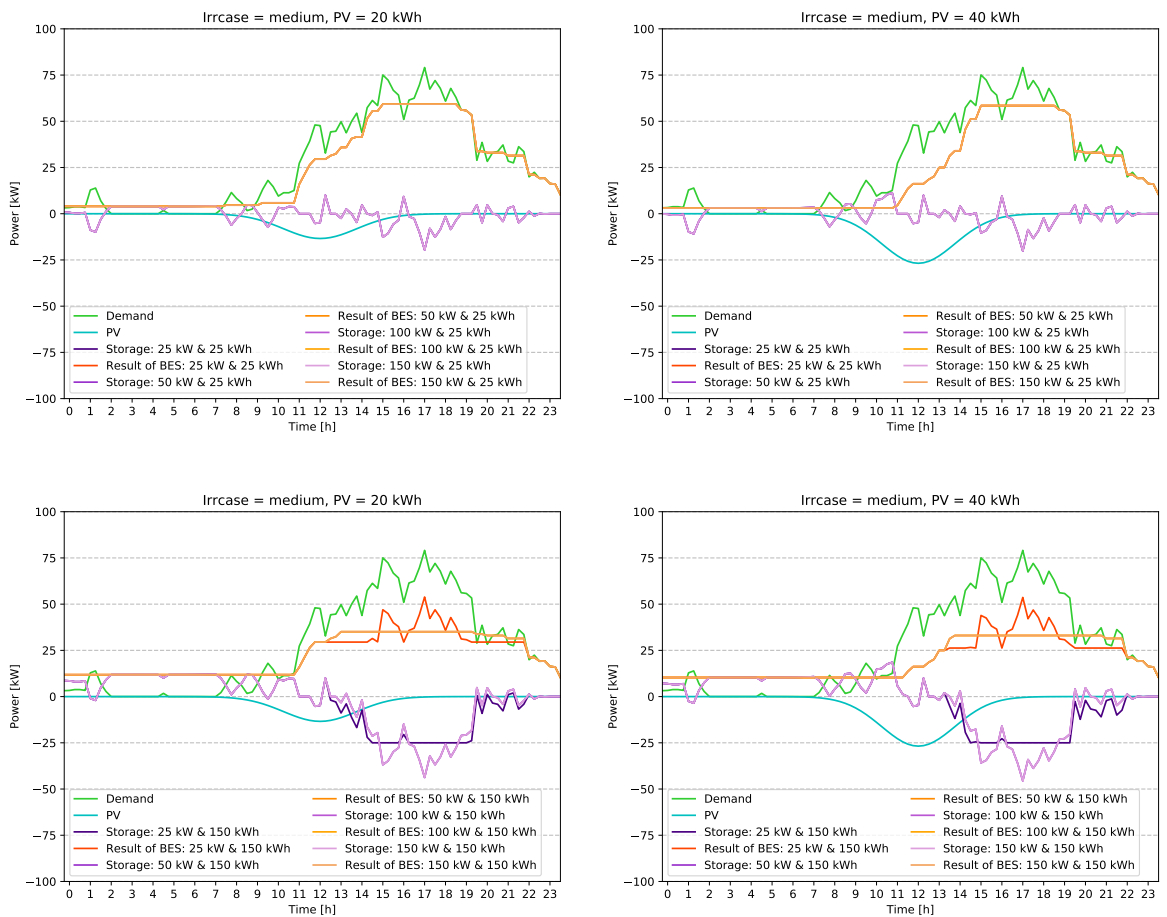 Irrcase = medium, PV = 20 kWh
100
75
50
25
0
−25
−50
−75
−100
Power [kW]
Demand
PV
Storage: 25 kW & 25 kWh
Result of BES: 25 kW & 25 kWh
Storage: 50 kW & 25 kWh
Result of BES: 50 kW & 25 kWh
Storage: 100 kW & 25 kWh
Result of BES: 100 kW & 25 kWh
Storage: 150 kW & 25 kWh
Result of BES: 150 kW & 25 kWh
0 1 2 3 4 5 6 7 8 9 10 11 12 13 14 15 16 17 18 19 20 21 22 23
Time [h]
Irrcase = medium, PV = 40 kWh
100
75
50
25
0
−25
−50
−75
−100
Power [kW]
Demand
PV
Storage: 25 kW & 25 kWh
Result of BES: 25 kW & 25 kWh
Storage: 50 kW & 25 kWh
Result of BES: 50 kW & 25 kWh
Storage: 100 kW & 25 kWh
Result of BES: 100 kW & 25 kWh
Storage: 150 kW & 25 kWh
Result of BES: 150 kW & 25 kWh
0 1 2 3 4 5 6 7 8 9 10 11 12 13 14 15 16 17 18 19 20 21 22 23
Time [h]
Irrcase = medium, PV = 20 kWh
100
75
50
25
0
−25
−50
−75
−100
Power [kW]
Demand
PV
Storage: 25 kW & 150 kWh
Result of BES: 25 kW & 150 kWh
Storage: 50 kW & 150 kWh
Result of BES: 50 kW & 150 kWh
Storage: 100 kW & 150 kWh
Result of BES: 100 kW & 150 kWh
Storage: 150 kW & 150 kWh
Result of BES: 150 kW & 150 kWh
0 1 2 3 4 5 6 7 8 9 10 11 12 13 14 15 16 17 18 19 20 21 22 23
Time [h]
Irrcase = medium, PV = 40 kWh
100
75
50
25
0
−25
−50
−75
−100
Power [kW]
Demand
PV
Storage: 25 kW & 150 kWh
Result of BES: 25 kW & 150 kWh
Storage: 50 kW & 150 kWh
Result of BES: 50 kW & 150 kWh
Storage: 100 kW & 150 kWh
Result of BES: 100 kW & 150 kWh
Storage: 150 kW & 150 kWh
Result of BES: 150 kW & 150 kWh
0 1 2 3 4 5 6 7 8 9 10 11 12 13 14 15 16 17 18 19 20 21 22 23
Time [h]